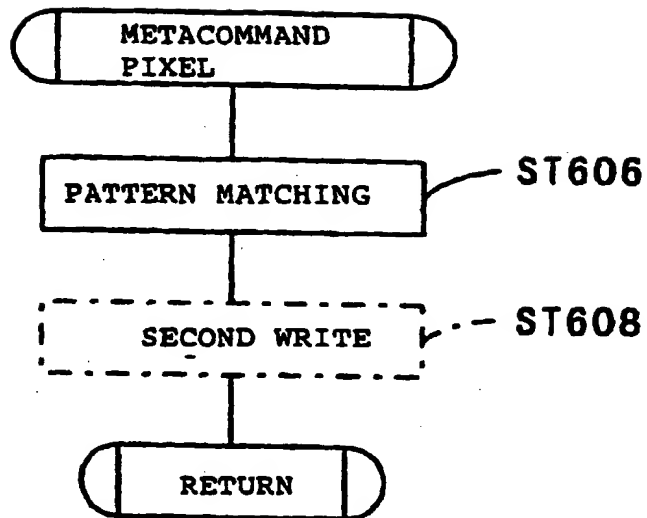 METACOMMAND
PIXEL
PATTERN MATCHING
ST606
SECOND WRITE
ST608
RETURN